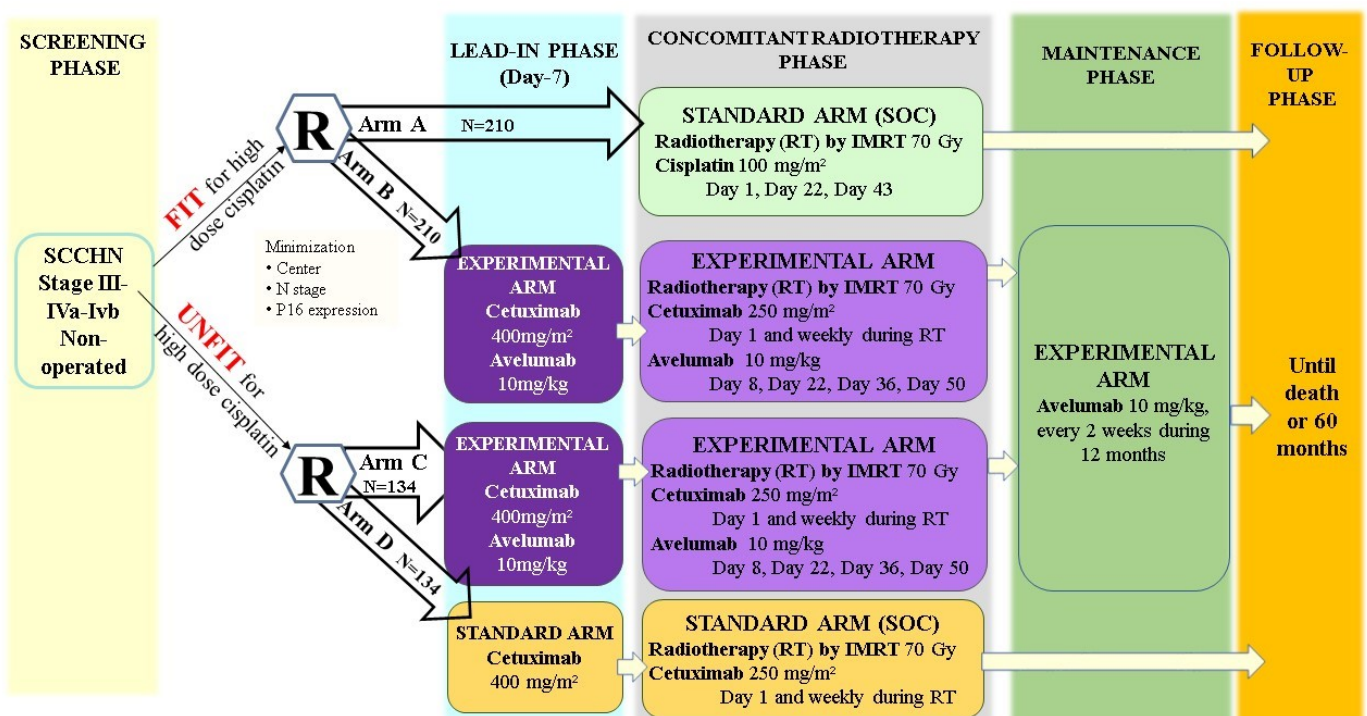 SCREENING
PHASE
LEAD-IN PHASE
(Day-7)
CONCOMITANT RADIOTHERAPY
PHASE
MAINTENANCE
PHASE
FOLLOW-
UP
PHASE
SCCHN
Stage III-
IVa-Ivb
Non-
operated
FIT for high
dose cisplatin
UNFIT for
high dose cisplatin
R
Arm A N=210
Arm B N=210
Minimization
• Center
• N stage
• P16 expression
R
Arm C
N=134
Arm D N=134
EXPERIMENTAL
ARM
Cetuximab
400mg/m²
Avelumab
10mg/kg
EXPERIMENTAL
ARM
Cetuximab
400mg/m²
Avelumab
10mg/kg
STANDARD ARM
Cetuximab
400 mg/m²
STANDARD ARM (SOC)
Radiotherapy (RT) by IMRT 70 Gy
Cisplatin 100 mg/m²
Day 1, Day 22, Day 43
EXPERIMENTAL ARM
Radiotherapy (RT) by IMRT 70 Gy
Cetuximab 250 mg/m²
Day 1 and weekly during RT
Avelumab 10 mg/kg
Day 8, Day 22, Day 36, Day 50
EXPERIMENTAL ARM
Radiotherapy (RT) by IMRT 70 Gy
Cetuximab 250 mg/m²
Day 1 and weekly during RT
Avelumab 10 mg/kg
Day 8, Day 22, Day 36, Day 50
STANDARD ARM (SOC)
Radiotherapy (RT) by IMRT 70 Gy
Cetuximab 250 mg/m²
Day 1 and weekly during RT
EXPERIMENTAL
ARM
Avelumab 10 mg/kg,
every 2 weeks during
12 months
Until
death
or 60
months